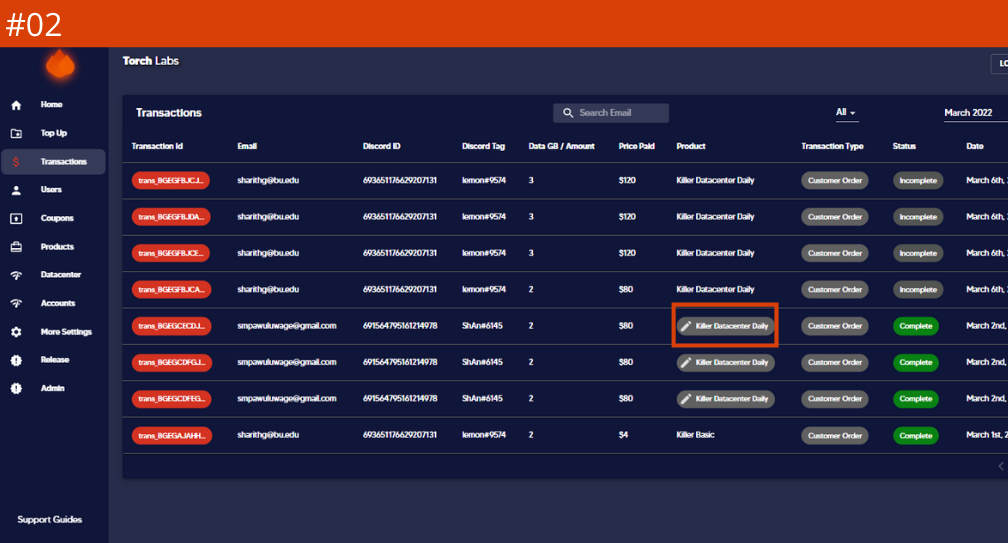 #02
Torch Labs
LO
Home
Top Up
Transactions
Users
Coupons
Products
Datacenter
Accounts
More Settings
Release
Admin
Support Guides
Transactions
Search Email
All
March 2022
Transaction Id Email Discord ID Discord Tag Data GB / Amount Price Paid Product Transaction Type Status Date
trans_BGEGFBJCJ... sharithg@bu.edu 693651176629207131 lemon#9574 3 $120 Killer Datacenter Daily Customer Order Incomplete March 6th,
trans_BGEGFBJDA... sharithg@bu.edu 693651176629207131 lemon#9574 3 $120 Killer Datacenter Daily Customer Order Incomplete March 6th,
trans_BGEGFBJCE... sharithg@bu.edu 693651176629207131 lemon#9574 3 $120 Killer Datacenter Daily Customer Order Incomplete March 6th,
trans_BGEGFBJCA... sharithg@bu.edu 693651176629207131 lemon#9574 2 $80 Killer Datacenter Daily Customer Order Incomplete March 6th,
trans_BGEGCECDJ... smpawuluwage@gmail.com 691564795161214978 ShAn#6145 2 $80 Killer Datacenter Daily Customer Order Complete March 2nd,
trans_BGEGCDFGJ... smpawuluwage@gmail.com 691564795161214978 ShAn#6145 2 $80 Killer Datacenter Daily Customer Order Complete March 2nd,
trans_BGEGCDFEG... smpawuluwage@gmail.com 691564795161214978 ShAn#6145 2 $80 Killer Datacenter Daily Customer Order Complete March 2nd,
trans_BGEGAJAHH... sharithg@bu.edu 693651176629207131 lemon#9574 2 $4 Killer Basic Customer Order Complete March 1st, 2